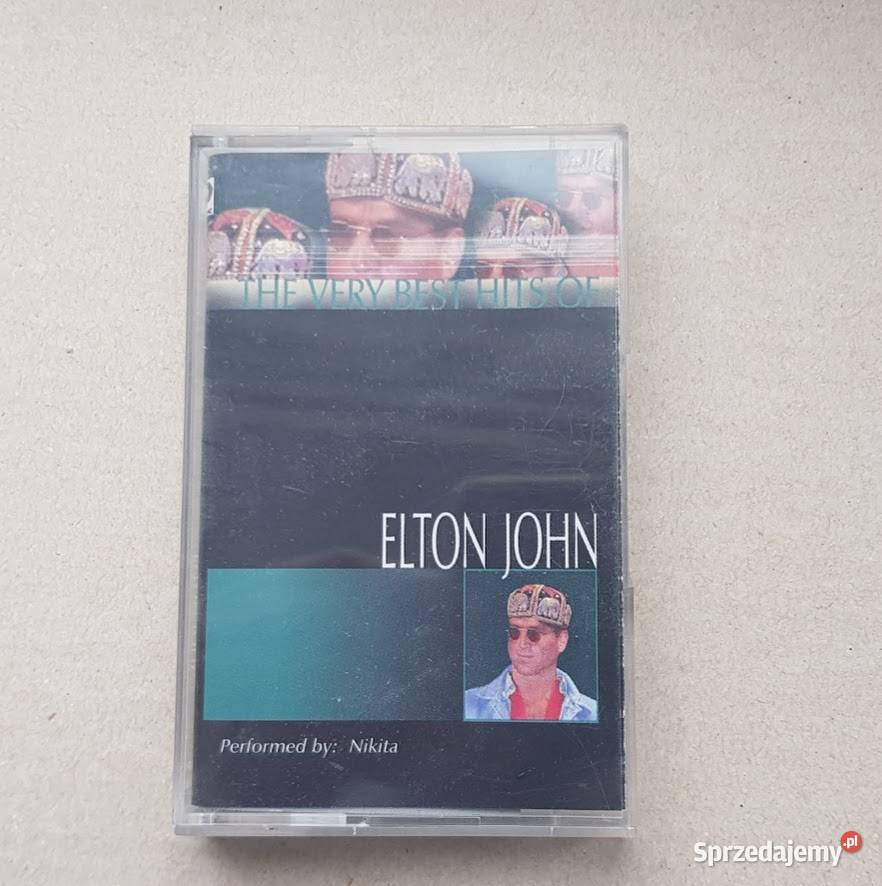 THE VERY BEST HITS OF
ELTON JOHN
Performed by: Nikita
Sprzedajemy.pl